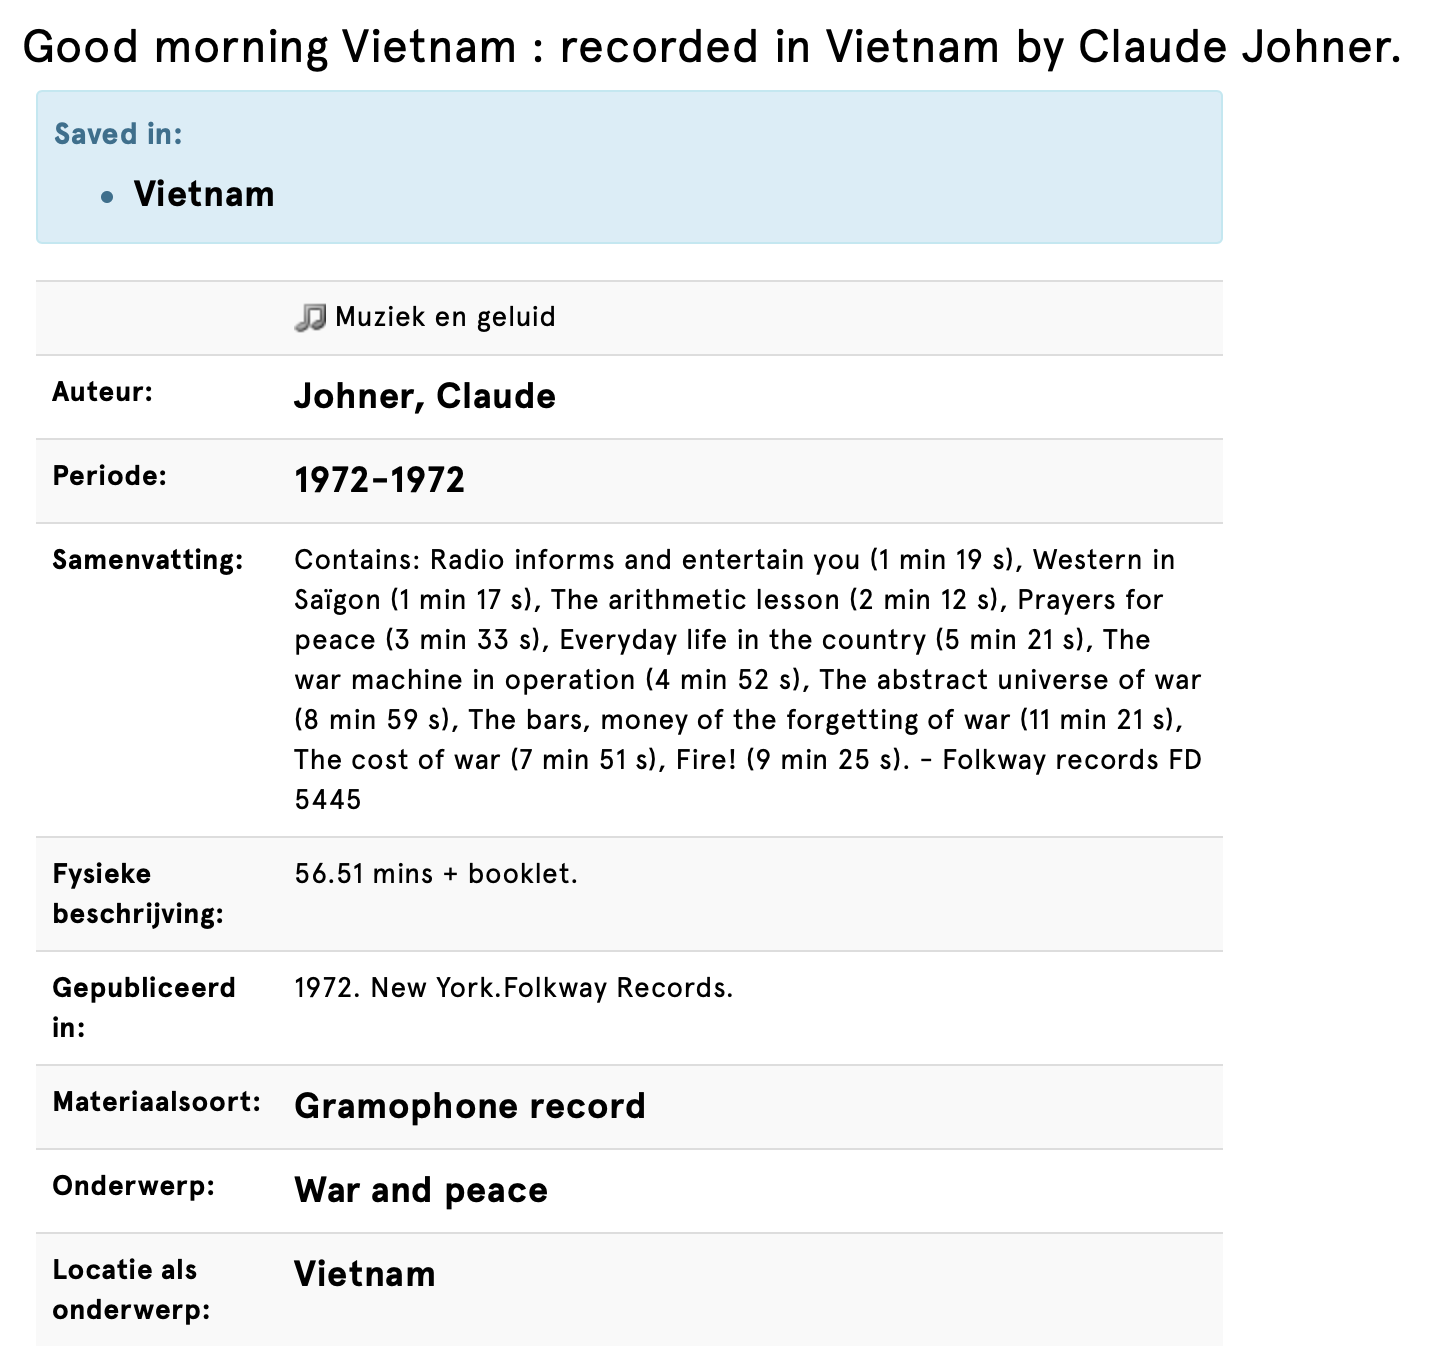 Good morning Vietnam : recorded in Vietnam by Claude Johner.
Saved in:
• Vietnam
Muziek en geluid
Auteur: Johner, Claude
Periode: 1972-1972
Samenvatting: Contains: Radio informs and entertain you (1 min 19 s), Western in
Saïgon (1 min 17 s), The arithmetic lesson (2 min 12 s), Prayers for
peace (3 min 33 s), Everyday life in the country (5 min 21 s), The
war machine in operation (4 min 52 s), The abstract universe of war
(8 min 59 s), The bars, money of the forgetting of war (11 min 21 s),
The cost of war (7 min 51 s), Fire! (9 min 25 s). - Folkway records FD
5445
Fysieke
beschrijving: 56.51 mins + booklet.
Gepubliceerd
in: 1972. New York.Folkway Records.
Materiaalsoort: Gramophone record
Onderwerp: War and peace
Locatie als
onderwerp: Vietnam